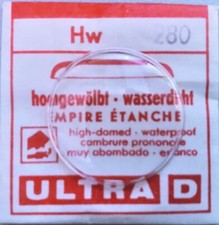 Hw 280
hochgewölbt · wasserdicht
EMPIRE ÉTANCHE
high-domed - waterproof
cambrure prononcée
muy abombado - estanco
ULTRA D